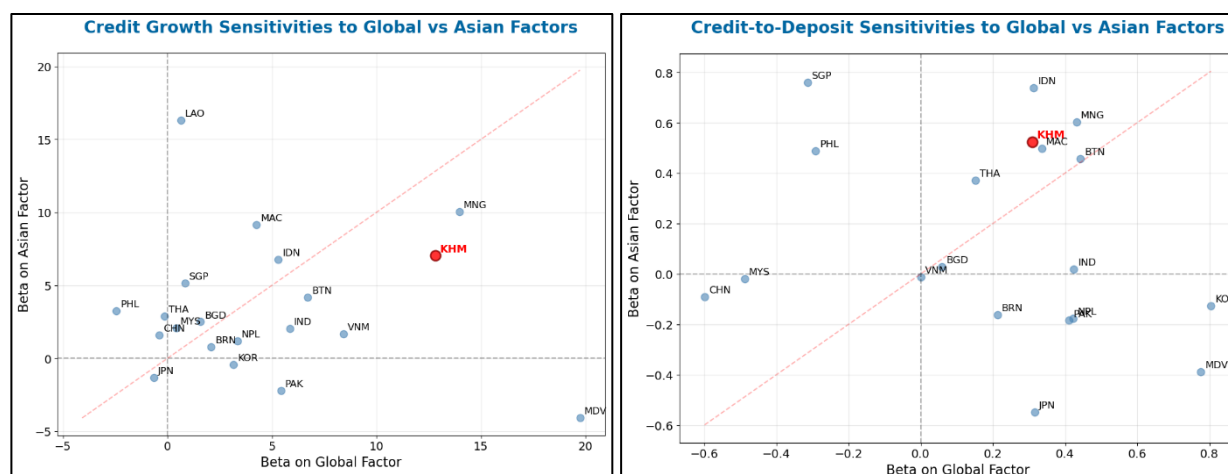 Credit Growth Sensitivities to Global vs Asian Factors
20
15
10
5
0
−5
Beta on Asian Factor
LAO
MNG
MAC
KHM
IDN
SGP
BTN
PHL
THA
BGD
MYS
CHN
IND
VNM
BRN
NPL
KOR
JPN
PAK
MDV
−5 0 5 10 15 20
Beta on Global Factor
Credit-to-Deposit Sensitivities to Global vs Asian Factors
0.8
0.6
0.4
0.2
0.0
−0.2
−0.4
−0.6
Beta on Asian Factor
SGP
IDN
MNG
KHM
MAC
PHL
BTN
THA
BGD
IND
VNM
MYS
CHN
KO
BRN
NPL
PAK
MDV
JPN
−0.6 −0.4 −0.2 0.0 0.2 0.4 0.6 0.8
Beta on Global Factor